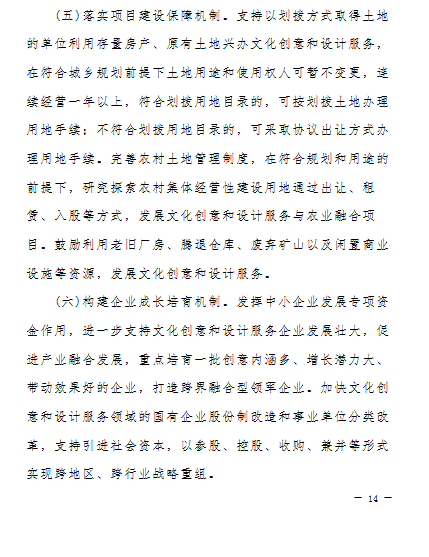 (五)落实项目建设保障机制。支持以划拨方式取得土地
的单位利用存量房产、原有土地兴办文化创意和设计服务，
在符合城乡规划前提下土地用途和使用权人可暂不变更，连
续经营一年以上，符合划拨用地目录的，可按划拨土地办理
用地手续；不符合划拨用地目录的，可采取协议出让方式办
理用地手续。完善农村土地管理制度，在符合规划和用途的
前提下，研究探索农村集体经营性建设用地通过出让、租
赁、入股等方式，发展文化创意和设计服务与农业融合项
目。鼓励利用老旧厂房、腾退仓库、废弃矿山以及闲置商业
设施等资源，发展文化创意和设计服务。
(六)构建企业成长培育机制。发挥中小企业发展专项资
金作用，进一步支持文化创意和设计服务企业发展壮大，促
进产业融合发展，重点培育一批创意内涵多、增长潜力大、
带动效果好的企业，打造跨界融合型领军企业。加快文化创
意和设计服务领域的国有企业股份制改造和事业单位分类改
革，支持引进社会资本，以参股、控股、收购、兼并等形式
实现跨地区、跨行业战略重组。
— 14 —